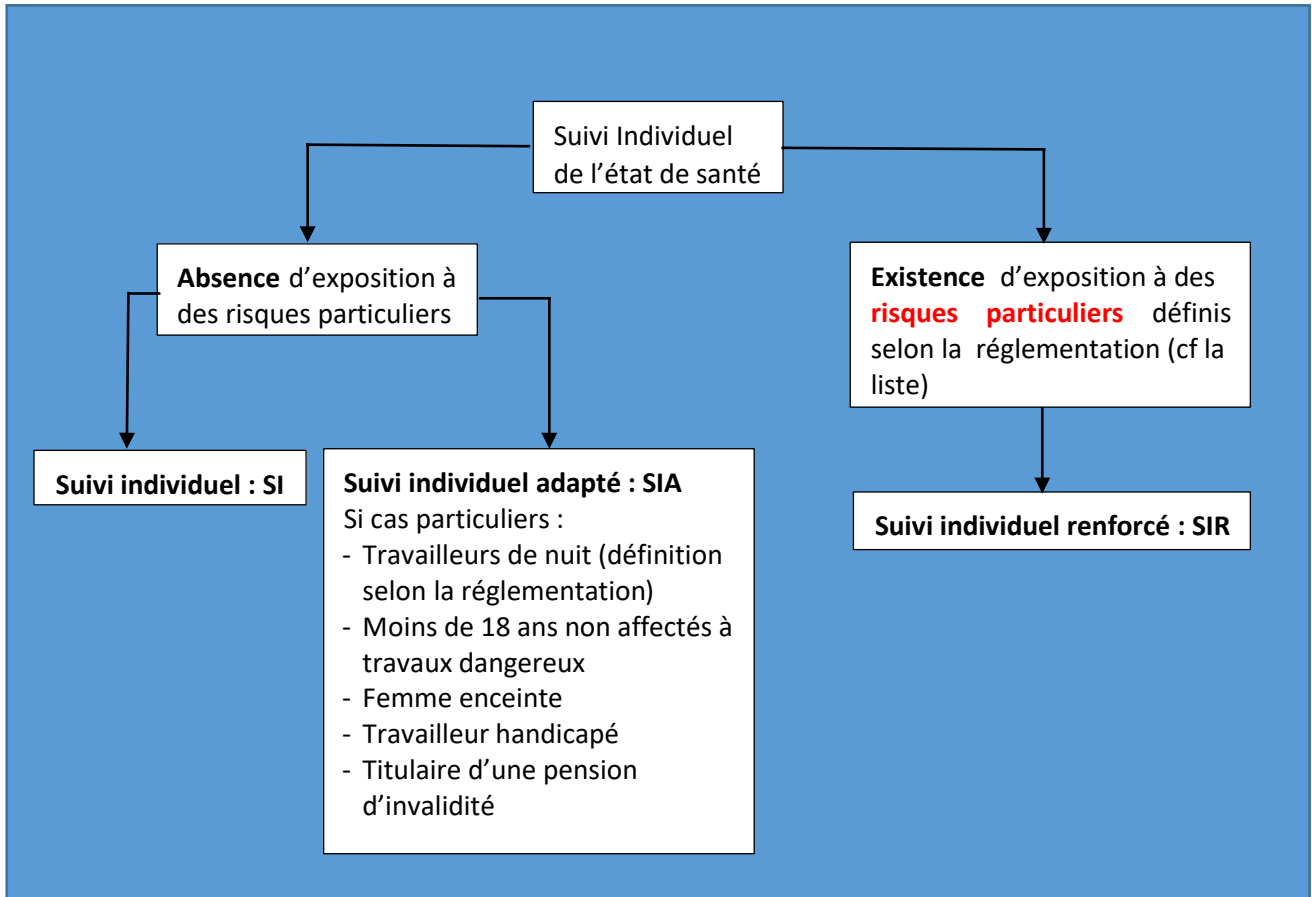 Suivi Individuel
de l’état de santé
Absence d’exposition à
des risques particuliers
Existence d’exposition à des
risques particuliers définis
selon la réglementation (cf la
liste)
Suivi individuel : SI
Suivi individuel adapté : SIA
Si cas particuliers :
- Travailleurs de nuit (définition
selon la réglementation)
- Moins de 18 ans non affectés à
travaux dangereux
- Femme enceinte
- Travailleur handicapé
- Titulaire d’une pension
d’invalidité
Suivi individuel renforcé : SIR